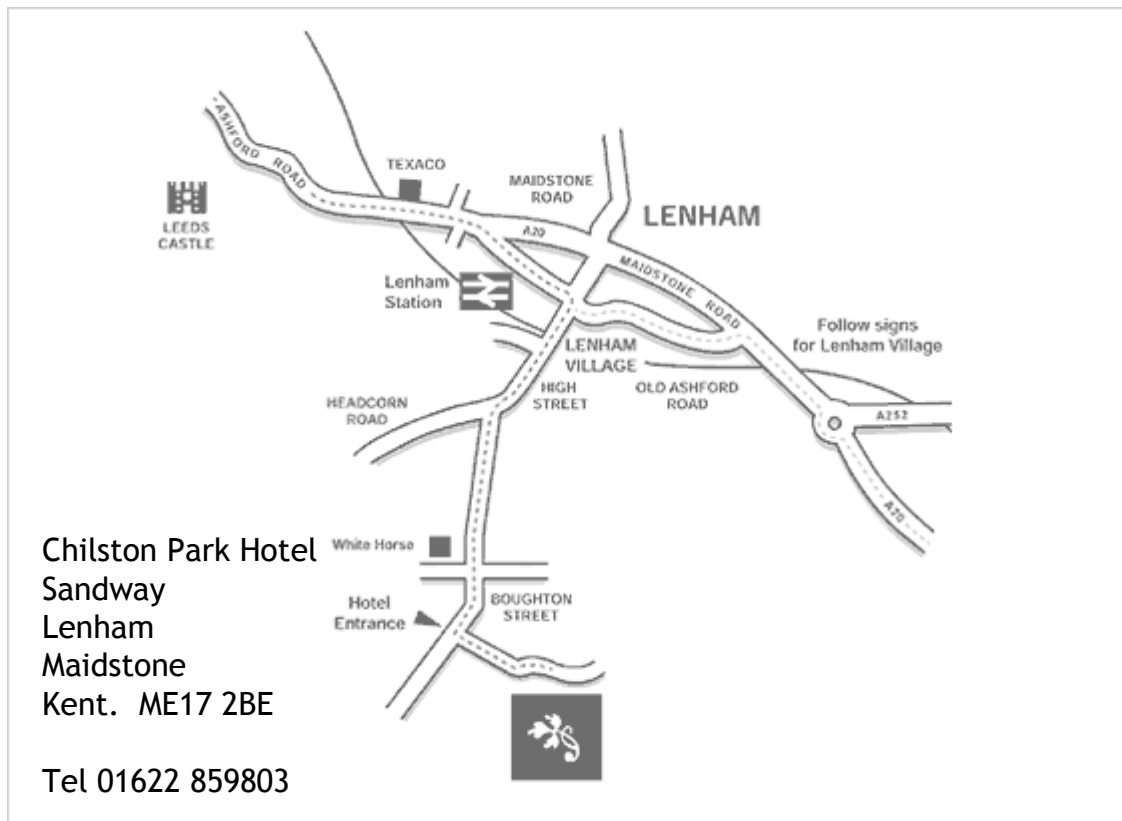 ASHFORD ROAD
TEXACO
MAIDSTONE
ROAD
LENHAM
LEEDS
CASTLE
A20
MAIDSTONE ROAD
Lenham
Station
Follow signs
for Lenham Village
LENHAM
VILLAGE
HIGH
STREET
OLD ASHFORD
ROAD
HEADCORN
ROAD
A252
A20
White Horse
BOUGHTON
STREET
Hotel
Entrance
Chilston Park Hotel
Sandway
Lenham
Maidstone
Kent.  ME17 2BE
Tel 01622 859803